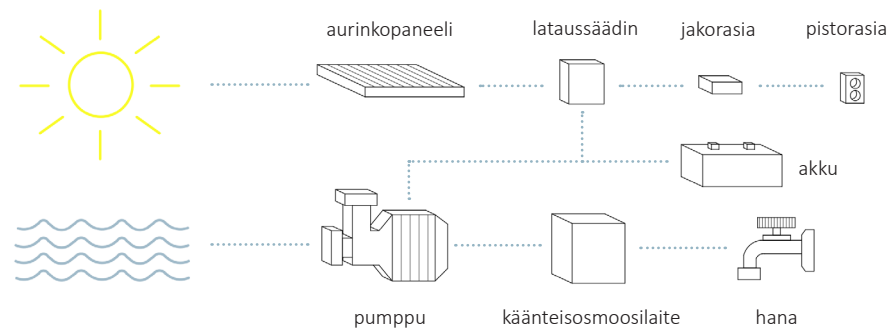 aurinkopaneeli
lataussäädin
jakorasia
pistorasia
akku
pumppu
käänteisosmoosilaite
hana